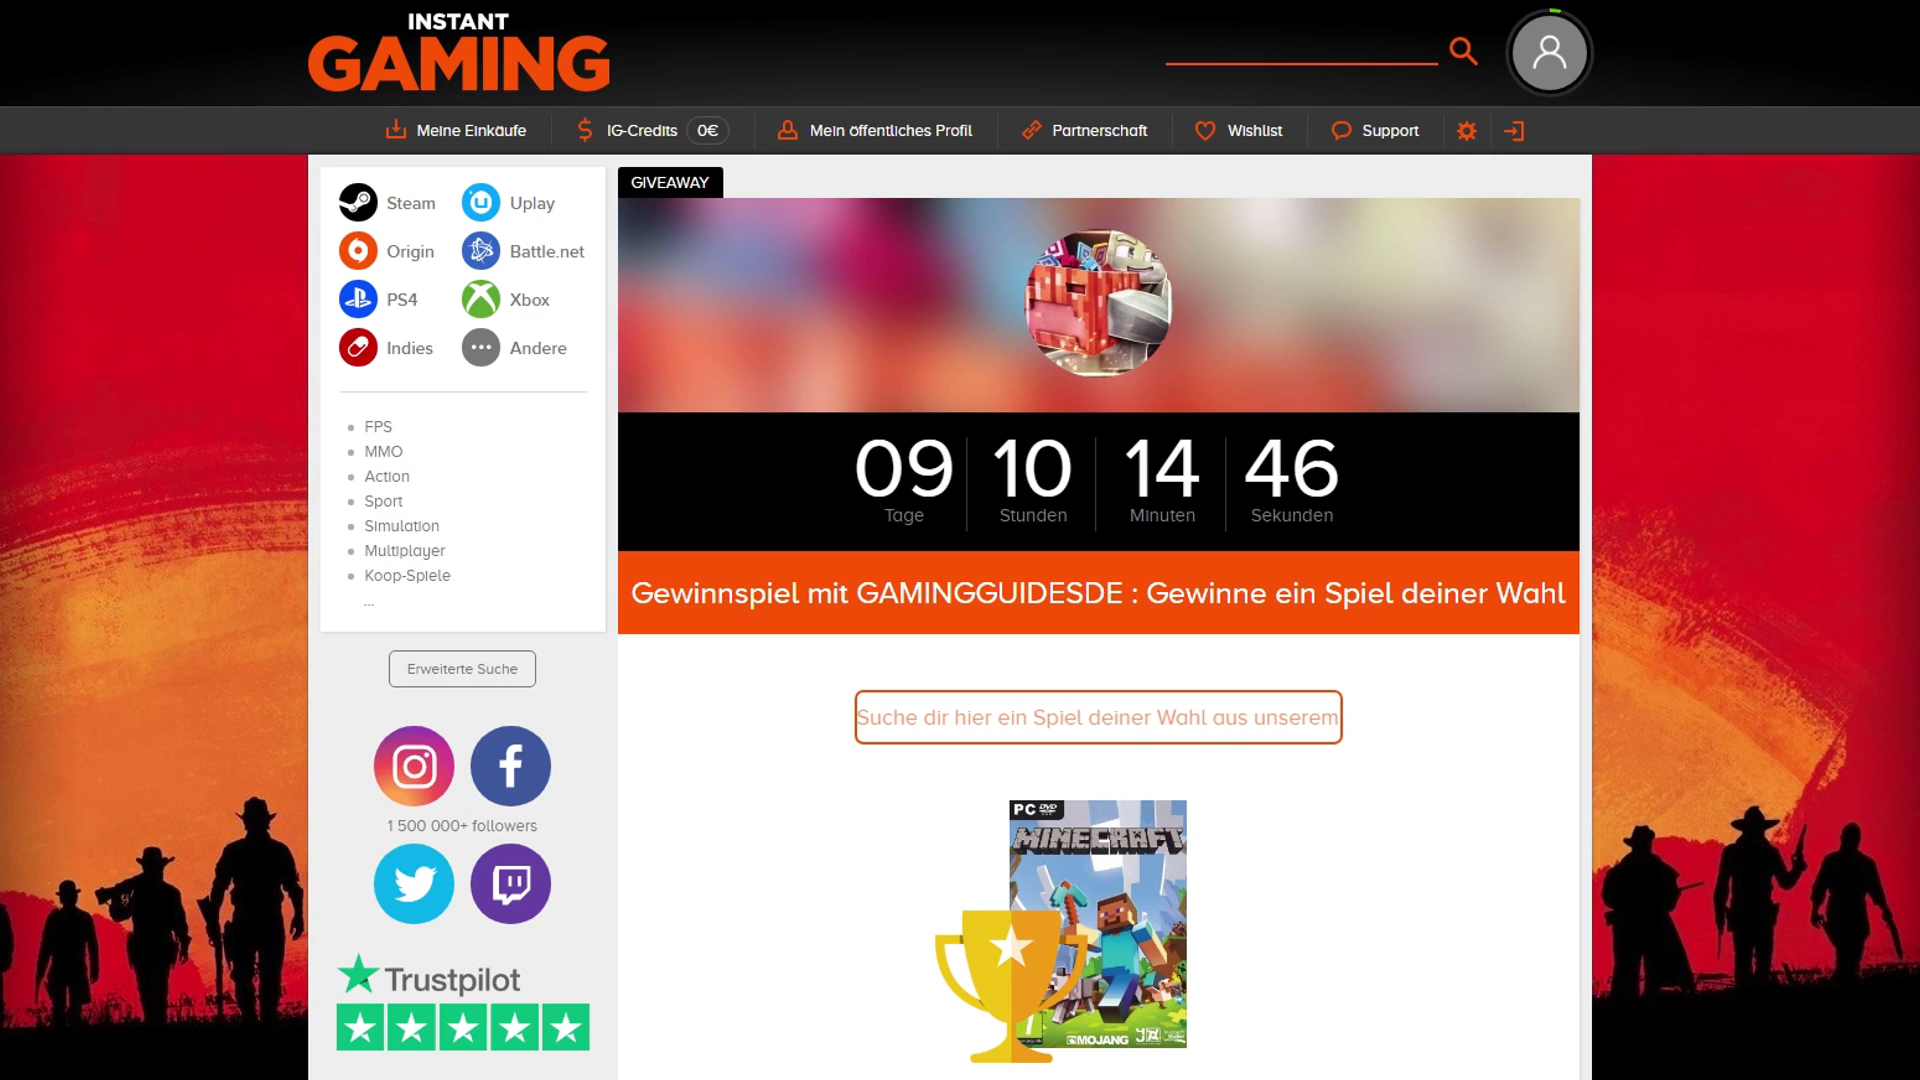 INSTANT
GAMING
Meine Einkäufe
IG-Credits
0€
Mein öffentliches Profil
Partnerschaft
Wishlist
Support
Steam
Uplay
Origin
Battle.net
PS4
Xbox
Indies
Andere
FPS
MMO
Action
Sport
Simulation
Multiplayer
Koop-Spiele
...
Erweiterte Suche
1 500 000+ followers
Trustpilot
GIVEAWAY
09 10 14 46
Tage Stunden Minuten Sekunden
Gewinnspiel mit GAMINGGUIDESDE : Gewinne ein Spiel deiner Wahl
Suche dir hier ein Spiel deiner Wahl aus unserem
PC DVD
MINECRAFT
MOJANG